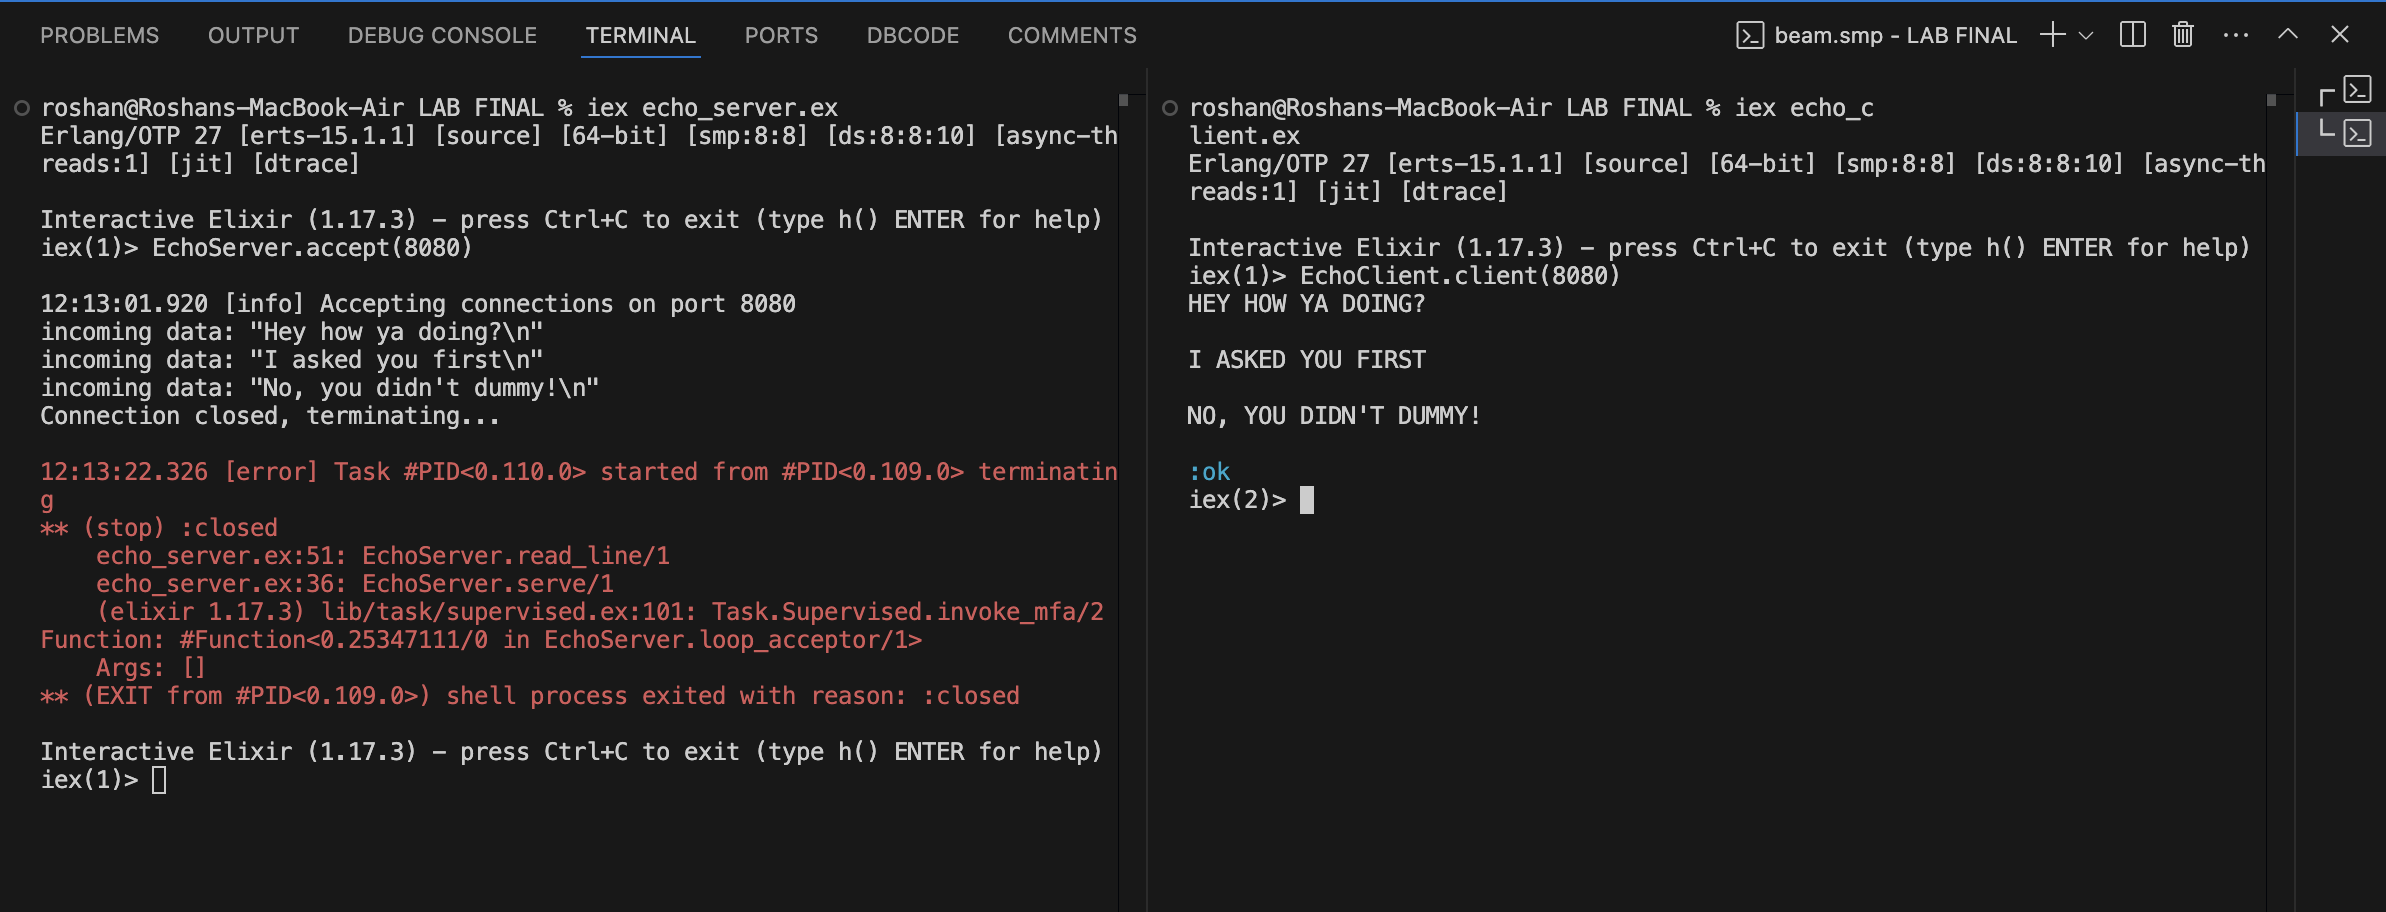 PROBLEMS OUTPUT DEBUG CONSOLE TERMINAL PORTS DBCODE COMMENTS beam.smp - LAB FINAL
roshan@Roshans-MacBook-Air LAB FINAL % iex echo_server.ex
Erlang/OTP 27 [erts-15.1.1] [source] [64-bit] [smp:8:8] [ds:8:8:10] [async-th
reads:1] [jit] [dtrace]
Interactive Elixir (1.17.3) - press Ctrl+C to exit (type h() ENTER for help)
iex(1)> EchoServer.accept(8080)
12:13:01.920 [info] Accepting connections on port 8080
incoming data: "Hey how ya doing?\n"
incoming data: "I asked you first\n"
incoming data: "No, you didn't dummy!\n"
Connection closed, terminating...
12:13:22.326 [error] Task #PID<0.110.0> started from #PID<0.109.0> terminatin
g
** (stop) :closed
    echo_server.ex:51: EchoServer.read_line/1
    echo_server.ex:36: EchoServer.serve/1
    (elixir 1.17.3) lib/task/supervised.ex:101: Task.Supervised.invoke_mfa/2
Function: #Function<0.25347111/0 in EchoServer.loop_acceptor/1>
    Args: []
** (EXIT from #PID<0.109.0>) shell process exited with reason: :closed
Interactive Elixir (1.17.3) - press Ctrl+C to exit (type h() ENTER for help)
iex(1)>
roshan@Roshans-MacBook-Air LAB FINAL % iex echo_c
lient.ex
Erlang/OTP 27 [erts-15.1.1] [source] [64-bit] [smp:8:8] [ds:8:8:10] [async-th
reads:1] [jit] [dtrace]
Interactive Elixir (1.17.3) - press Ctrl+C to exit (type h() ENTER for help)
iex(1)> EchoClient.client(8080)
HEY HOW YA DOING?
I ASKED YOU FIRST
NO, YOU DIDN'T DUMMY!
:ok
iex(2)>